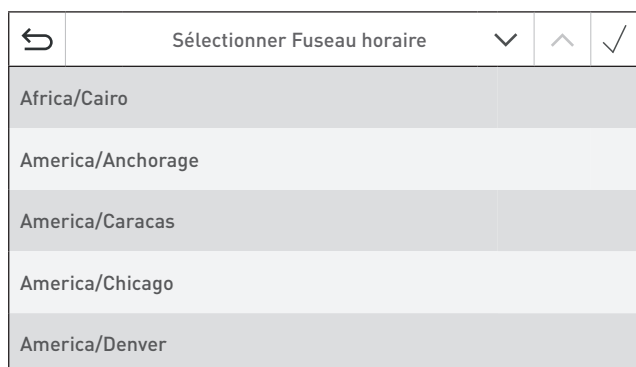 Sélectionner Fuseau horaire
Africa/Cairo
America/Anchorage
America/Caracas
America/Chicago
America/Denver